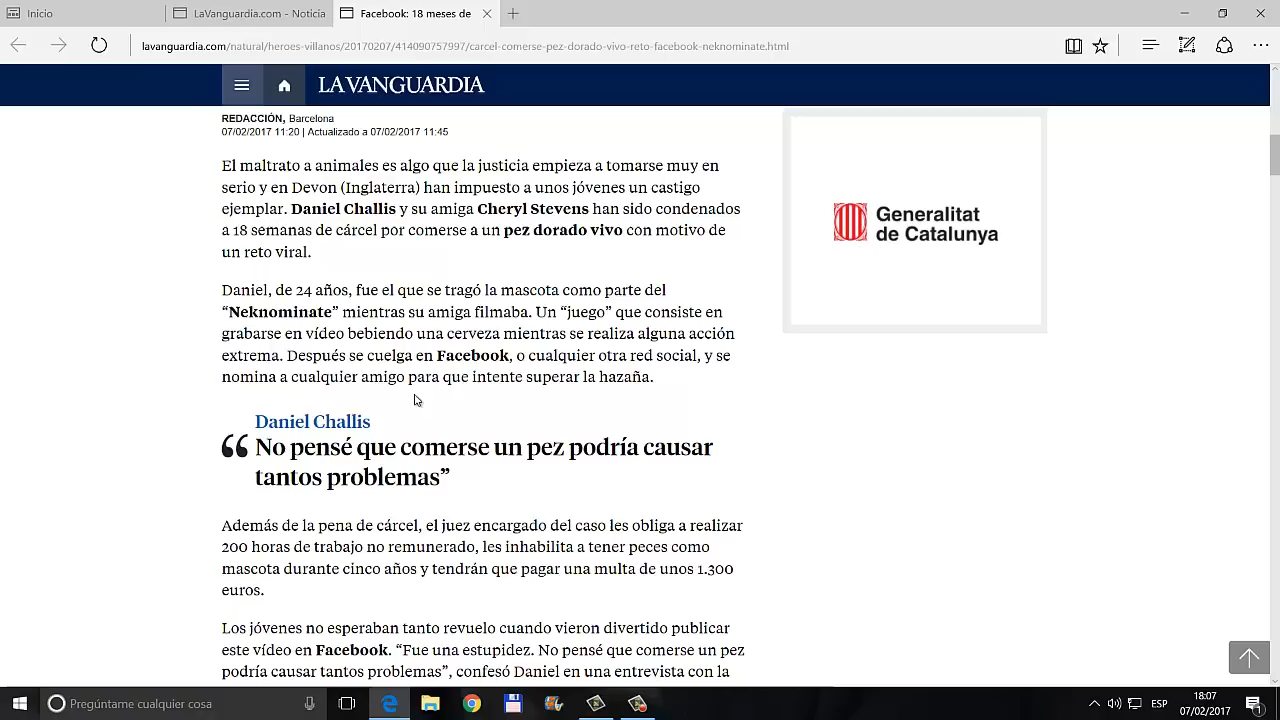 Inicio
LaVanguardia.com - Noticia
Facebook: 18 meses de
lavanguardia.com/natural/heroes-villanos/20170207/414090757997/carcel-comerse-pez-dorado-vivo-reto-facebook-neknominate.html
LA VANGUARDIA
REDACCIÓN, Barcelona
07/02/2017 11:20 | Actualizado a 07/02/2017 11:45
El maltrato a animales es algo que la justicia empieza a tomarse muy en
serio y en Devon (Inglaterra) han impuesto a unos jóvenes un castigo
ejemplar. Daniel Challis y su amiga Cheryl Stevens han sido condenados
a 18 semanas de cárcel por comerse a un pez dorado vivo con motivo de
un reto viral.
Generalitat
de Catalunya
Daniel, de 24 años, fue el que se tragó la mascota como parte del
“Neknominate” mientras su amiga filmaba. Un “juego” que consiste en
grabarse en vídeo bebiendo una cerveza mientras se realiza alguna acción
extrema. Después se cuelga en Facebook, o cualquier otra red social, y se
nomina a cualquier amigo para que intente superar la hazaña.
Daniel Challis
“ No pensé que comerse un pez podría causar
tantos problemas”
Además de la pena de cárcel, el juez encargado del caso les obliga a realizar
200 horas de trabajo no remunerado, les inhabilita a tener peces como
mascota durante cinco años y tendrán que pagar una multa de unos 1.300
euros.
Los jóvenes no esperaban tanto revuelo cuando vieron divertido publicar
este vídeo en Facebook. “Fue una estupidez. No pensé que comerse un pez
podría causar tantos problemas”, confesó Daniel en una entrevista con la
Pregúntame cualquier cosa
ESP
18:07
07/02/2017
1